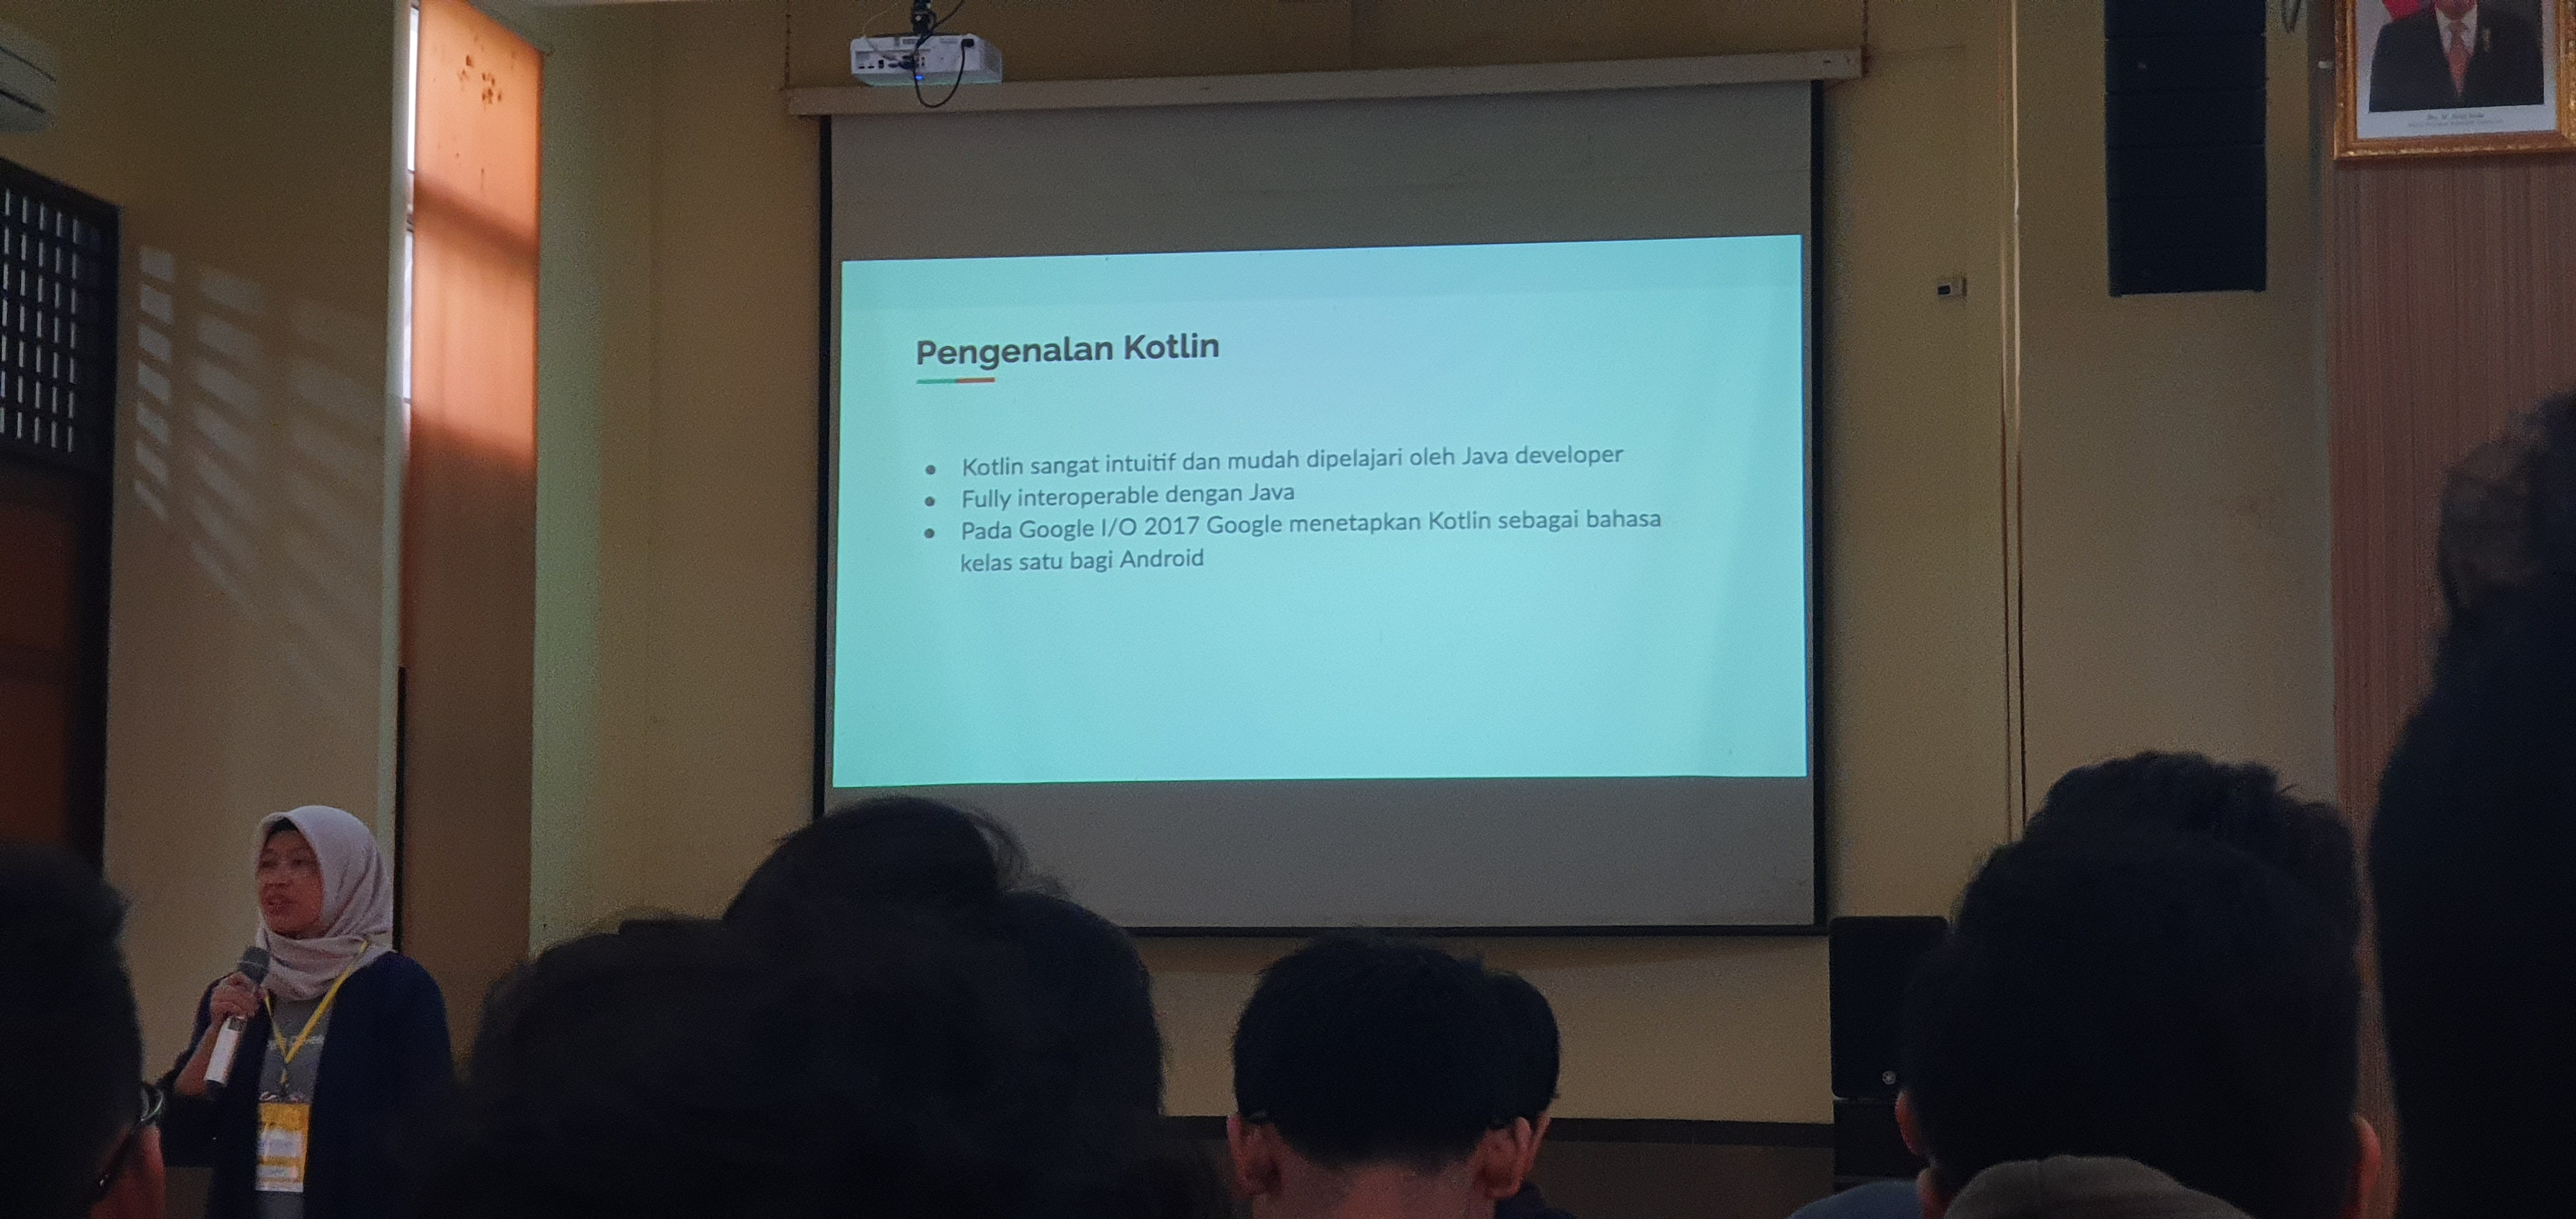 Pengenalan Kotlin
● Kotlin sangat intuitif dan mudah dipelajari oleh Java developer
● Fully interoperable dengan Java
● Pada Google I/O 2017 Google menetapkan Kotlin sebagai bahasa
kelas satu bagi Android